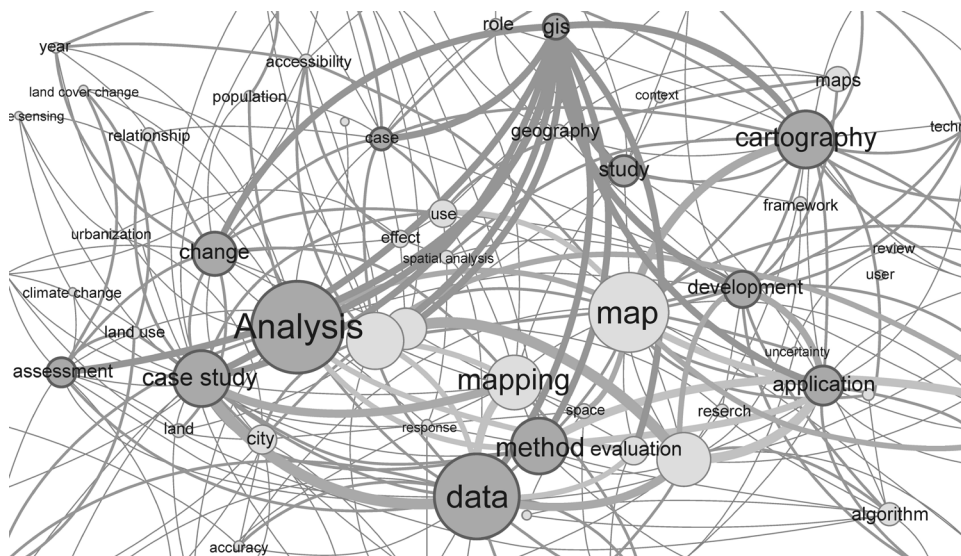 role
gis
year
accessibility
maps
land cover change
population
context
e sensing
relationship
case
geography
cartography
techn
study
use
framework
urbanization
effect
change
spatial analysis
review
user
climate change
development
land use
Analysis
map
uncertainty
assessment
case study
mapping
application
space
reserch
land
response
city
method
evaluation
data
algorithm
accuracy